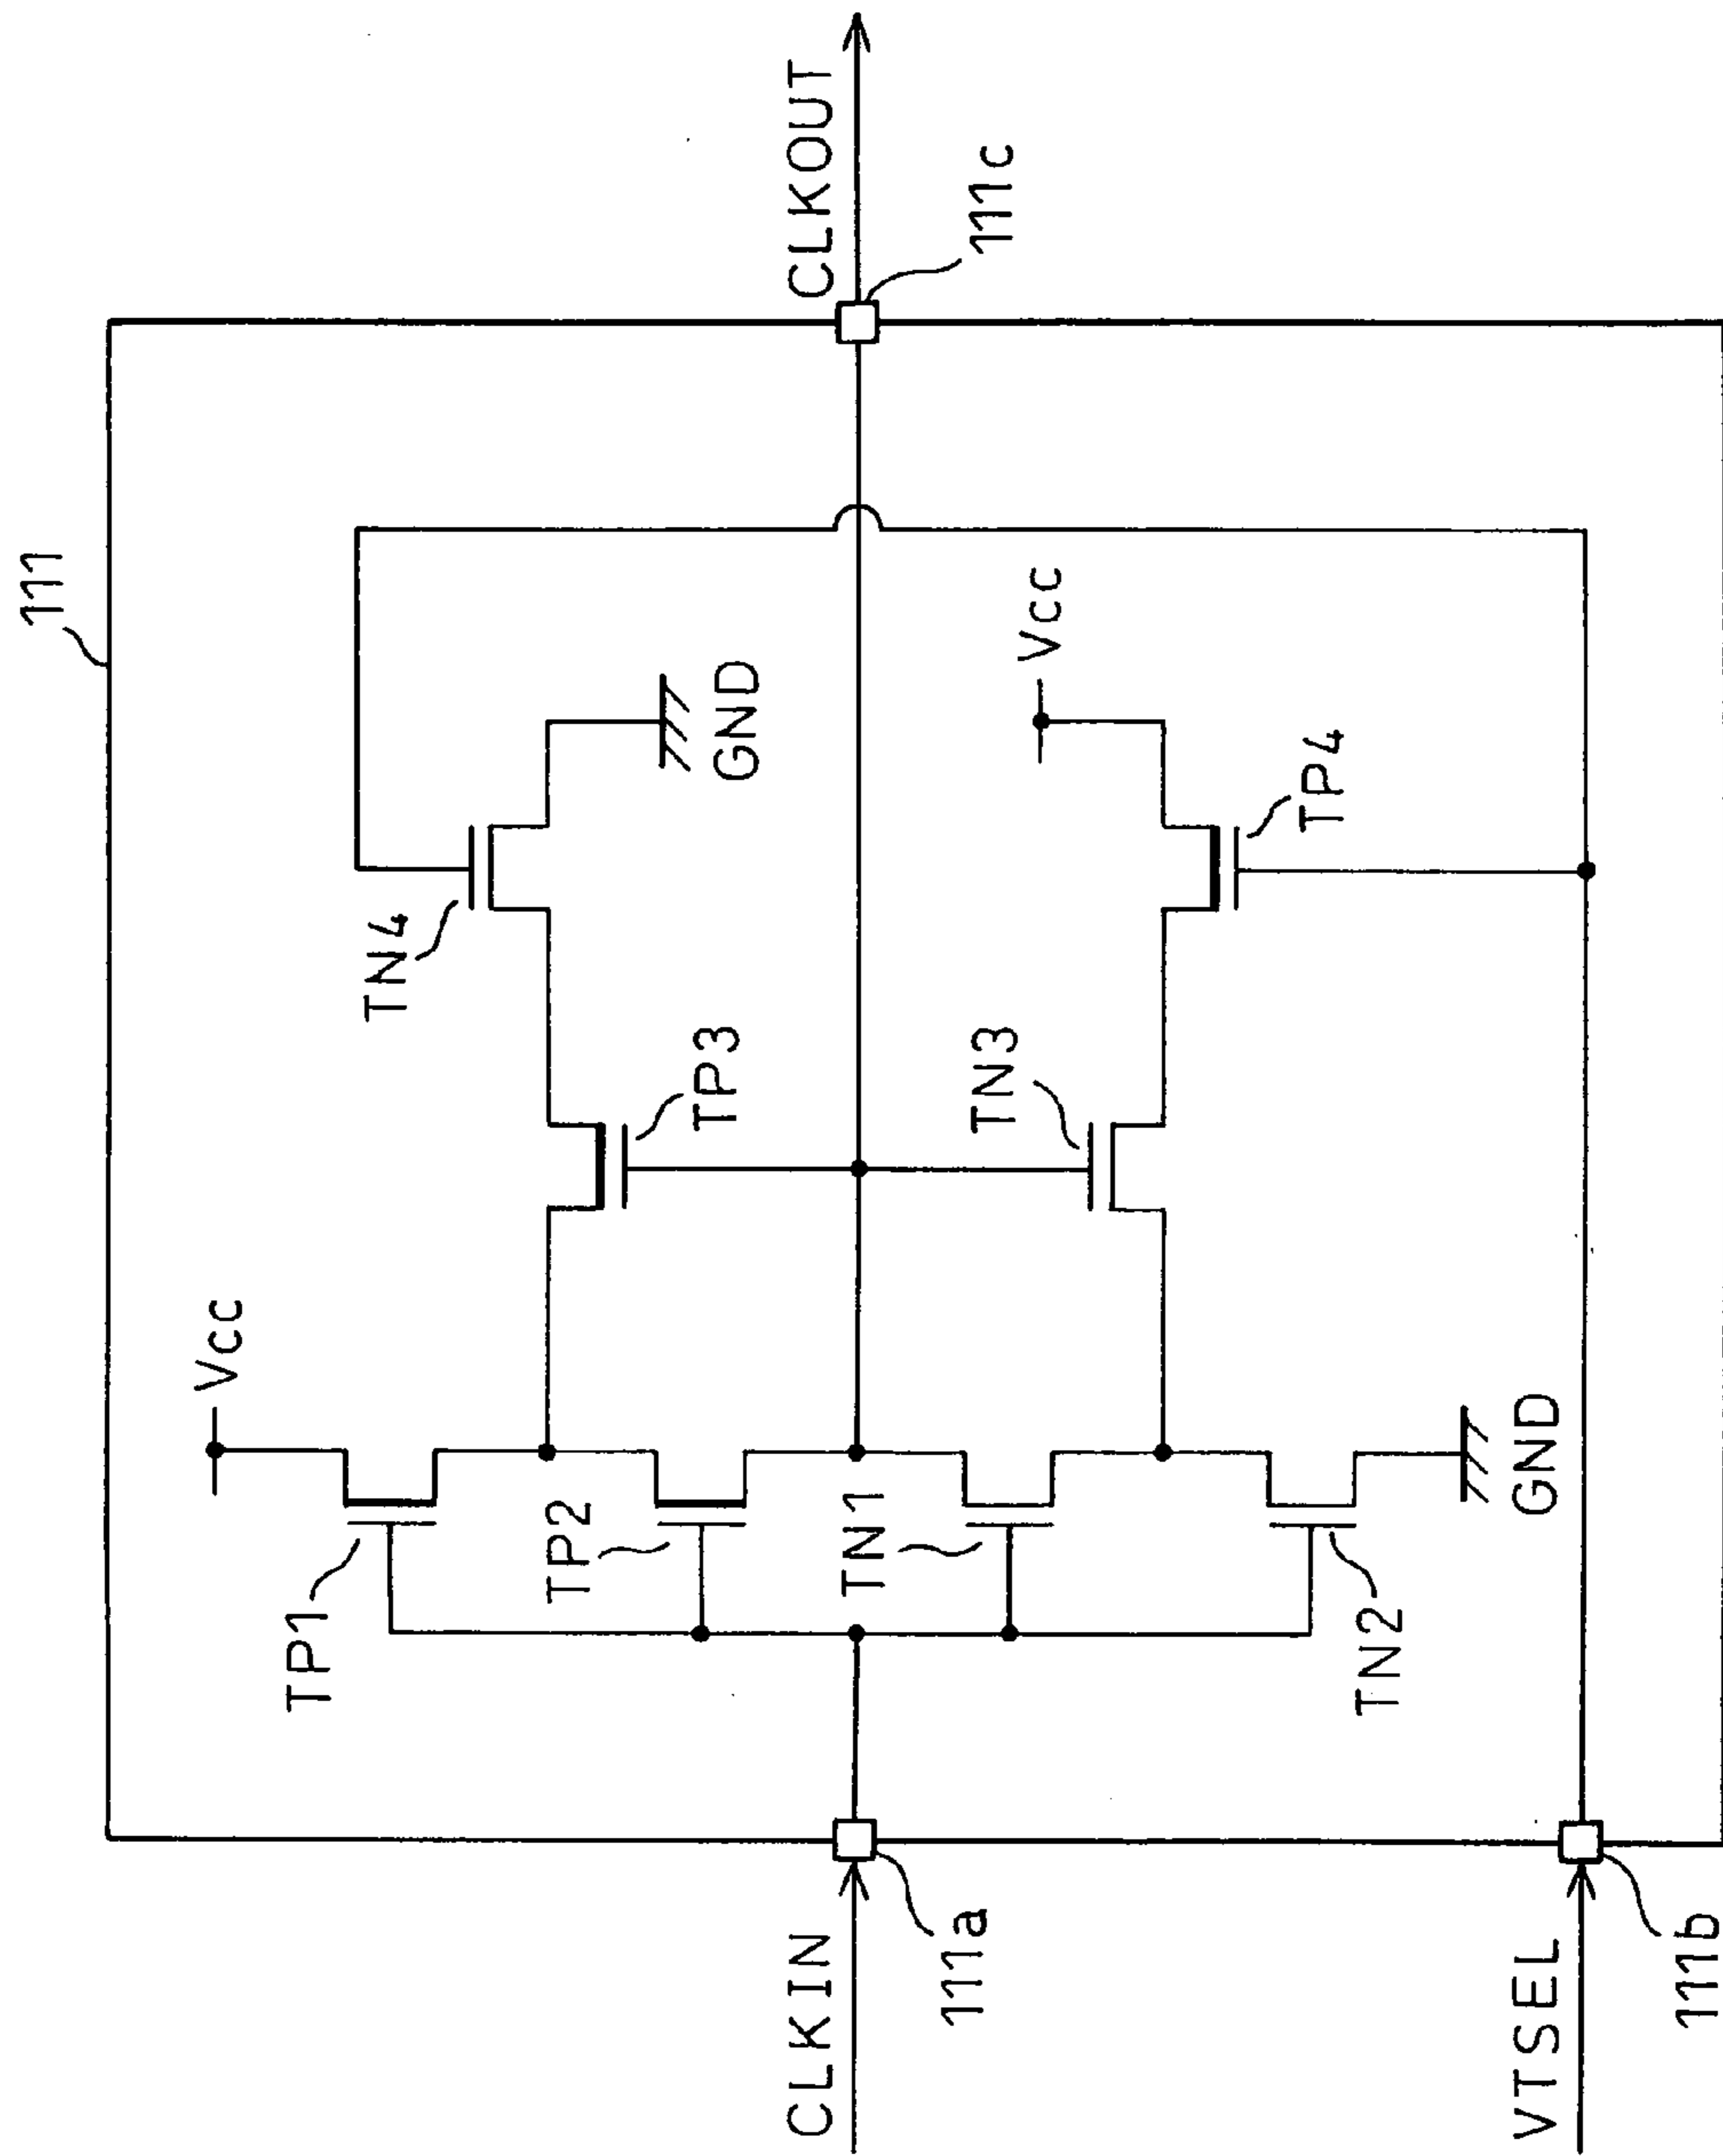 111
Vcc
TP1
TN4
GND
TP3
TP2
CLKIN
CLKOUT
111a
111c
TN1
TN3
Vcc
TP4
TN2
GND
VTSEL
111b